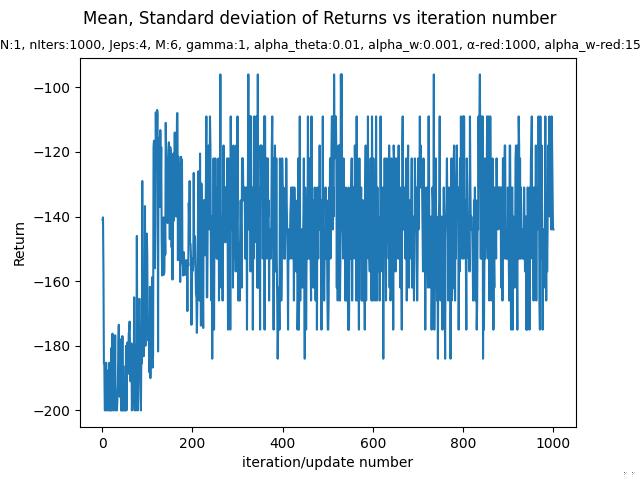 Mean, Standard deviation of Returns vs iteration number
N:1, nIters:1000, Jeps:4, M:6, gamma:1, alpha_theta:0.01, alpha_w:0.001, α-red:1000, alpha_w-red:15
−100
−120
−140
−160
−180
−200
Return
0 200 400 600 800 1000
iteration/update number